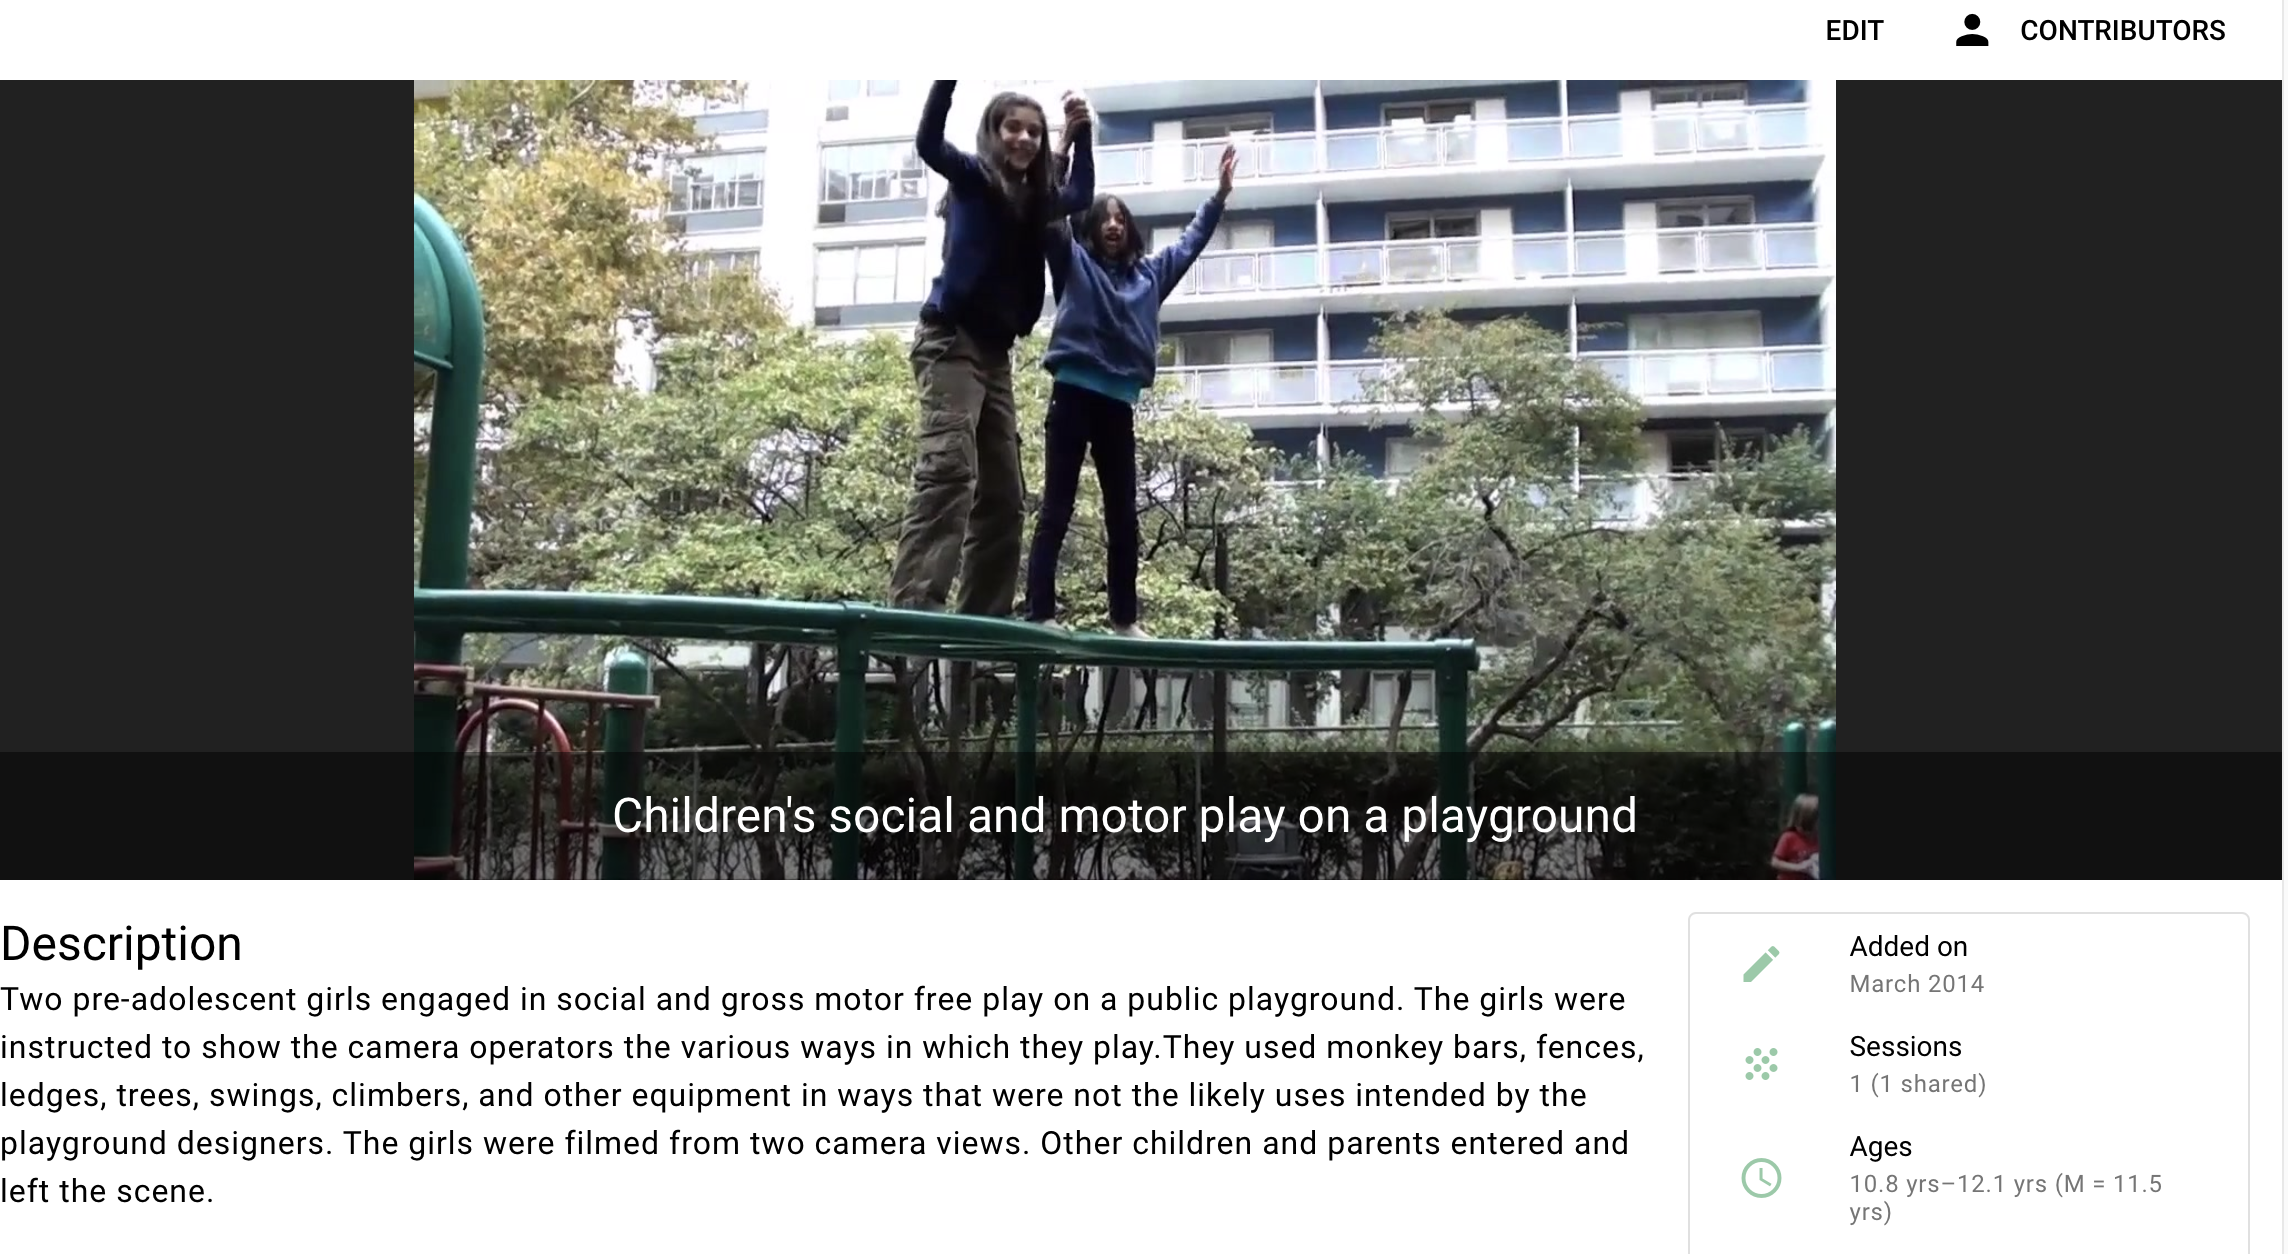 EDIT CONTRIBUTORS
Children's social and motor play on a playground
Description
Two pre-adolescent girls engaged in social and gross motor free play on a public playground. The girls were
instructed to show the camera operators the various ways in which they play.They used monkey bars, fences,
ledges, trees, swings, climbers, and other equipment in ways that were not the likely uses intended by the
playground designers. The girls were filmed from two camera views. Other children and parents entered and
left the scene.
Added on
March 2014
Sessions
1 (1 shared)
Ages
10.8 yrs–12.1 yrs (M = 11.5
yrs)